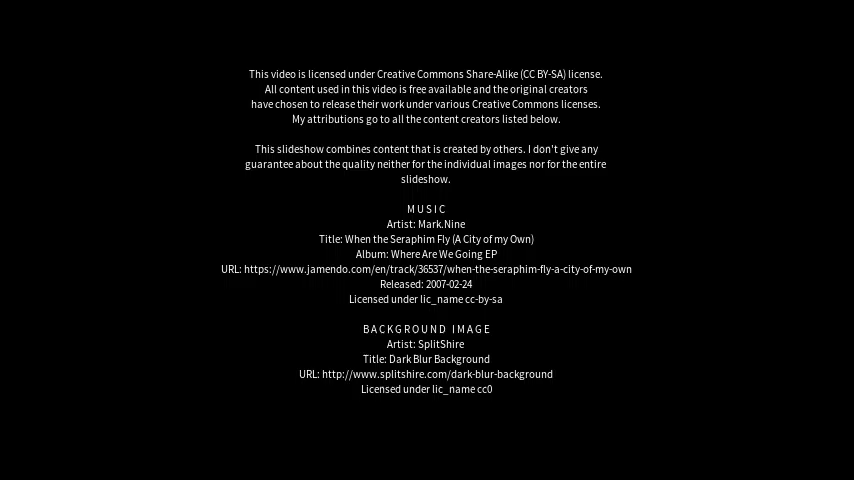 This video is licensed under Creative Commons Share-Alike (CC BY-SA) license.
All content used in this video is free available and the original creators
have chosen to release their work under various Creative Commons licenses.
My attributions go to all the content creators listed below.
This slideshow combines content that is created by others. I don't give any
guarantee about the quality neither for the individual images nor for the entire
slideshow.
MUSIC
Artist: Mark.Nine
Title: When the Seraphim Fly (A City of my Own)
Album: Where Are We Going EP
URL: https://www.jamendo.com/en/track/36537/when-the-seraphim-fly-a-city-of-my-own
Released: 2007-02-24
Licensed under lic_name cc-by-sa
BACKGROUND IMAGE
Artist: SplitShire
Title: Dark Blur Background
URL: http://www.splitshire.com/dark-blur-background
Licensed under lic_name cc0